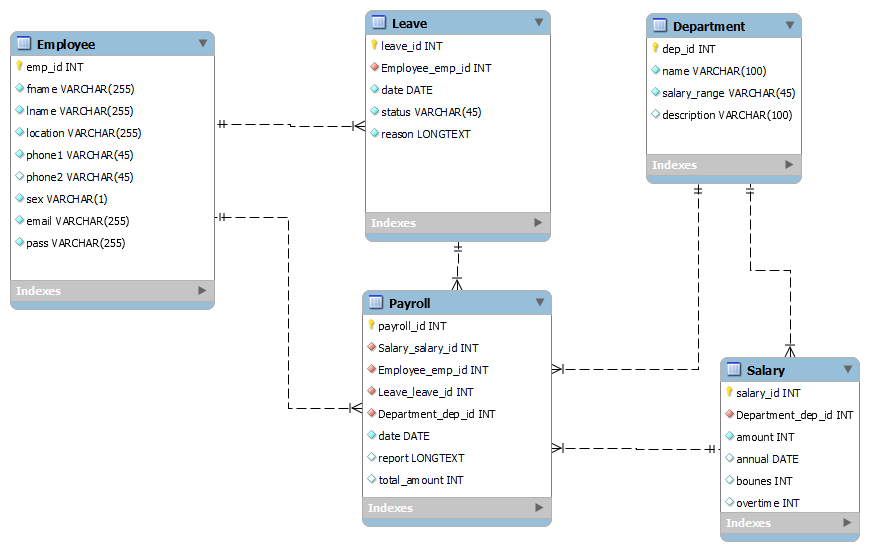 Employee
emp_id INT
fname VARCHAR(255)
lname VARCHAR(255)
location VARCHAR(255)
phone1 VARCHAR(45)
phone2 VARCHAR(45)
sex VARCHAR(1)
email VARCHAR(255)
pass VARCHAR(255)
Indexes
Leave
leave_id INT
Employee_emp_id INT
date DATE
status VARCHAR(45)
reason LONGTEXT
Indexes
Department
dep_id INT
name VARCHAR(100)
salary_range VARCHAR(45)
description VARCHAR(100)
Indexes
Payroll
payroll_id INT
Salary_salary_id INT
Employee_emp_id INT
Leave_leave_id INT
Department_dep_id INT
date DATE
report LONGTEXT
total_amount INT
Indexes
Salary
salary_id INT
Department_dep_id INT
amount INT
annual DATE
bounes INT
overtime INT
Indexes